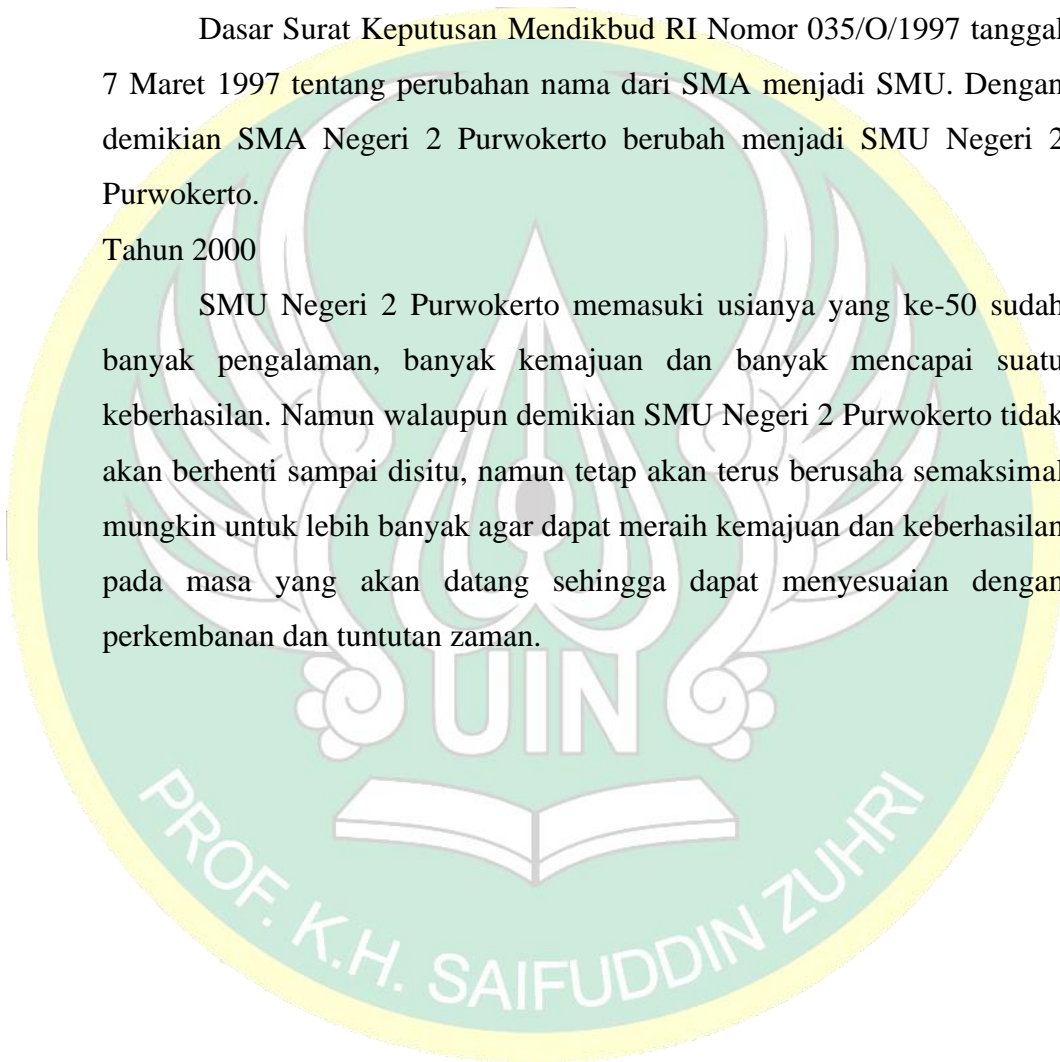 Dasar Surat Keputusan Mendikbud RI Nomor 035/O/1997 tanggal
7 Maret 1997 tentang perubahan nama dari SMA menjadi SMU. Dengan
demikian SMA Negeri 2 Purwokerto berubah menjadi SMU Negeri 2
Purwokerto.
Tahun 2000
SMU Negeri 2 Purwokerto memasuki usianya yang ke-50 sudah
banyak pengalaman, banyak kemajuan dan banyak mencapai suatu
keberhasilan. Namun walaupun demikian SMU Negeri 2 Purwokerto tidak
akan berhenti sampai disitu, namun tetap akan terus berusaha semaksimal
mungkin untuk lebih banyak agar dapat meraih kemajuan dan keberhasilan
pada masa yang akan datang sehingga dapat menyesuaian dengan
perkembanan dan tuntutan zaman.
UIN
PROF. K.H. SAIFUDDIN ZUHRI